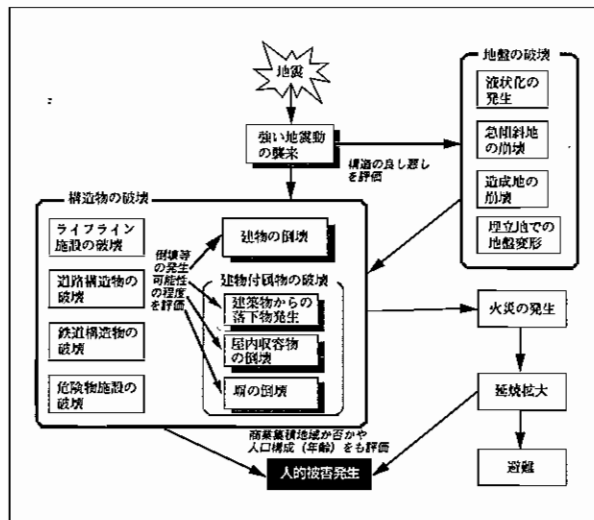 地震
地盤の破壊
液状化の
発生
急傾斜地
の崩壊
造成地の
崩壊
埋立地での
地盤変形
強い地震動
の襲来
構造の良し悪し
を評価
構造物の破壊
ライフライン
施設の破壊
道路構造物の
破壊
鉄道構造物の
破壊
危険物施設の
破壊
倒壊等
の発生
可能性
の程度
を評価
建物の倒壊
建物付属物の破壊
建築物からの
落下物発生
屋内収容物
の倒壊
塀の倒壊
火災の発生
延焼拡大
避難
商業集積地域か否かや
人口構成(年齢)をも評価
人的被害発生